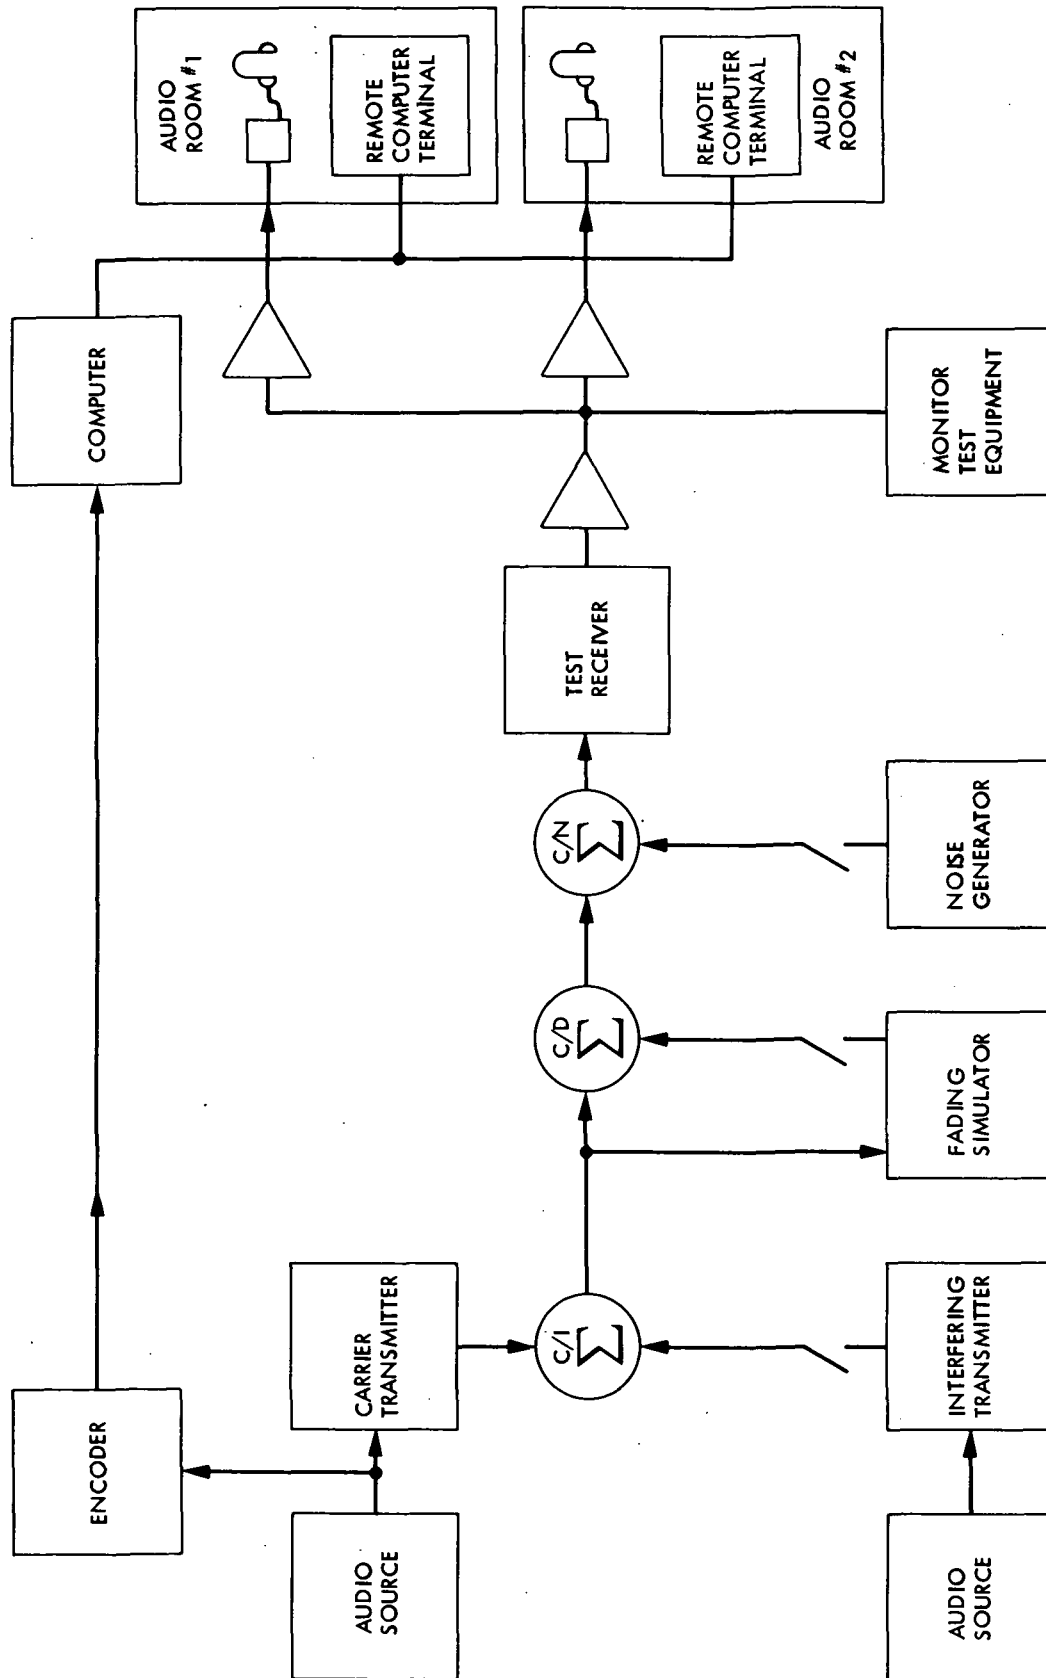 ENCODER
COMPUTER
AUDIO
ROOM #1
REMOTE
COMPUTER
TERMINAL
AUDIO
SOURCE
CARRIER
TRANSMITTER
C/I
Σ
C/D
Σ
C/N
Σ
TEST
RECEIVER
REMOTE
COMPUTER
TERMINAL
AUDIO
ROOM #2
AUDIO
SOURCE
INTERFERING
TRANSMITTER
FADING
SIMULATOR
NOISE
GENERATOR
MONITOR
TEST
EQUIPMENT